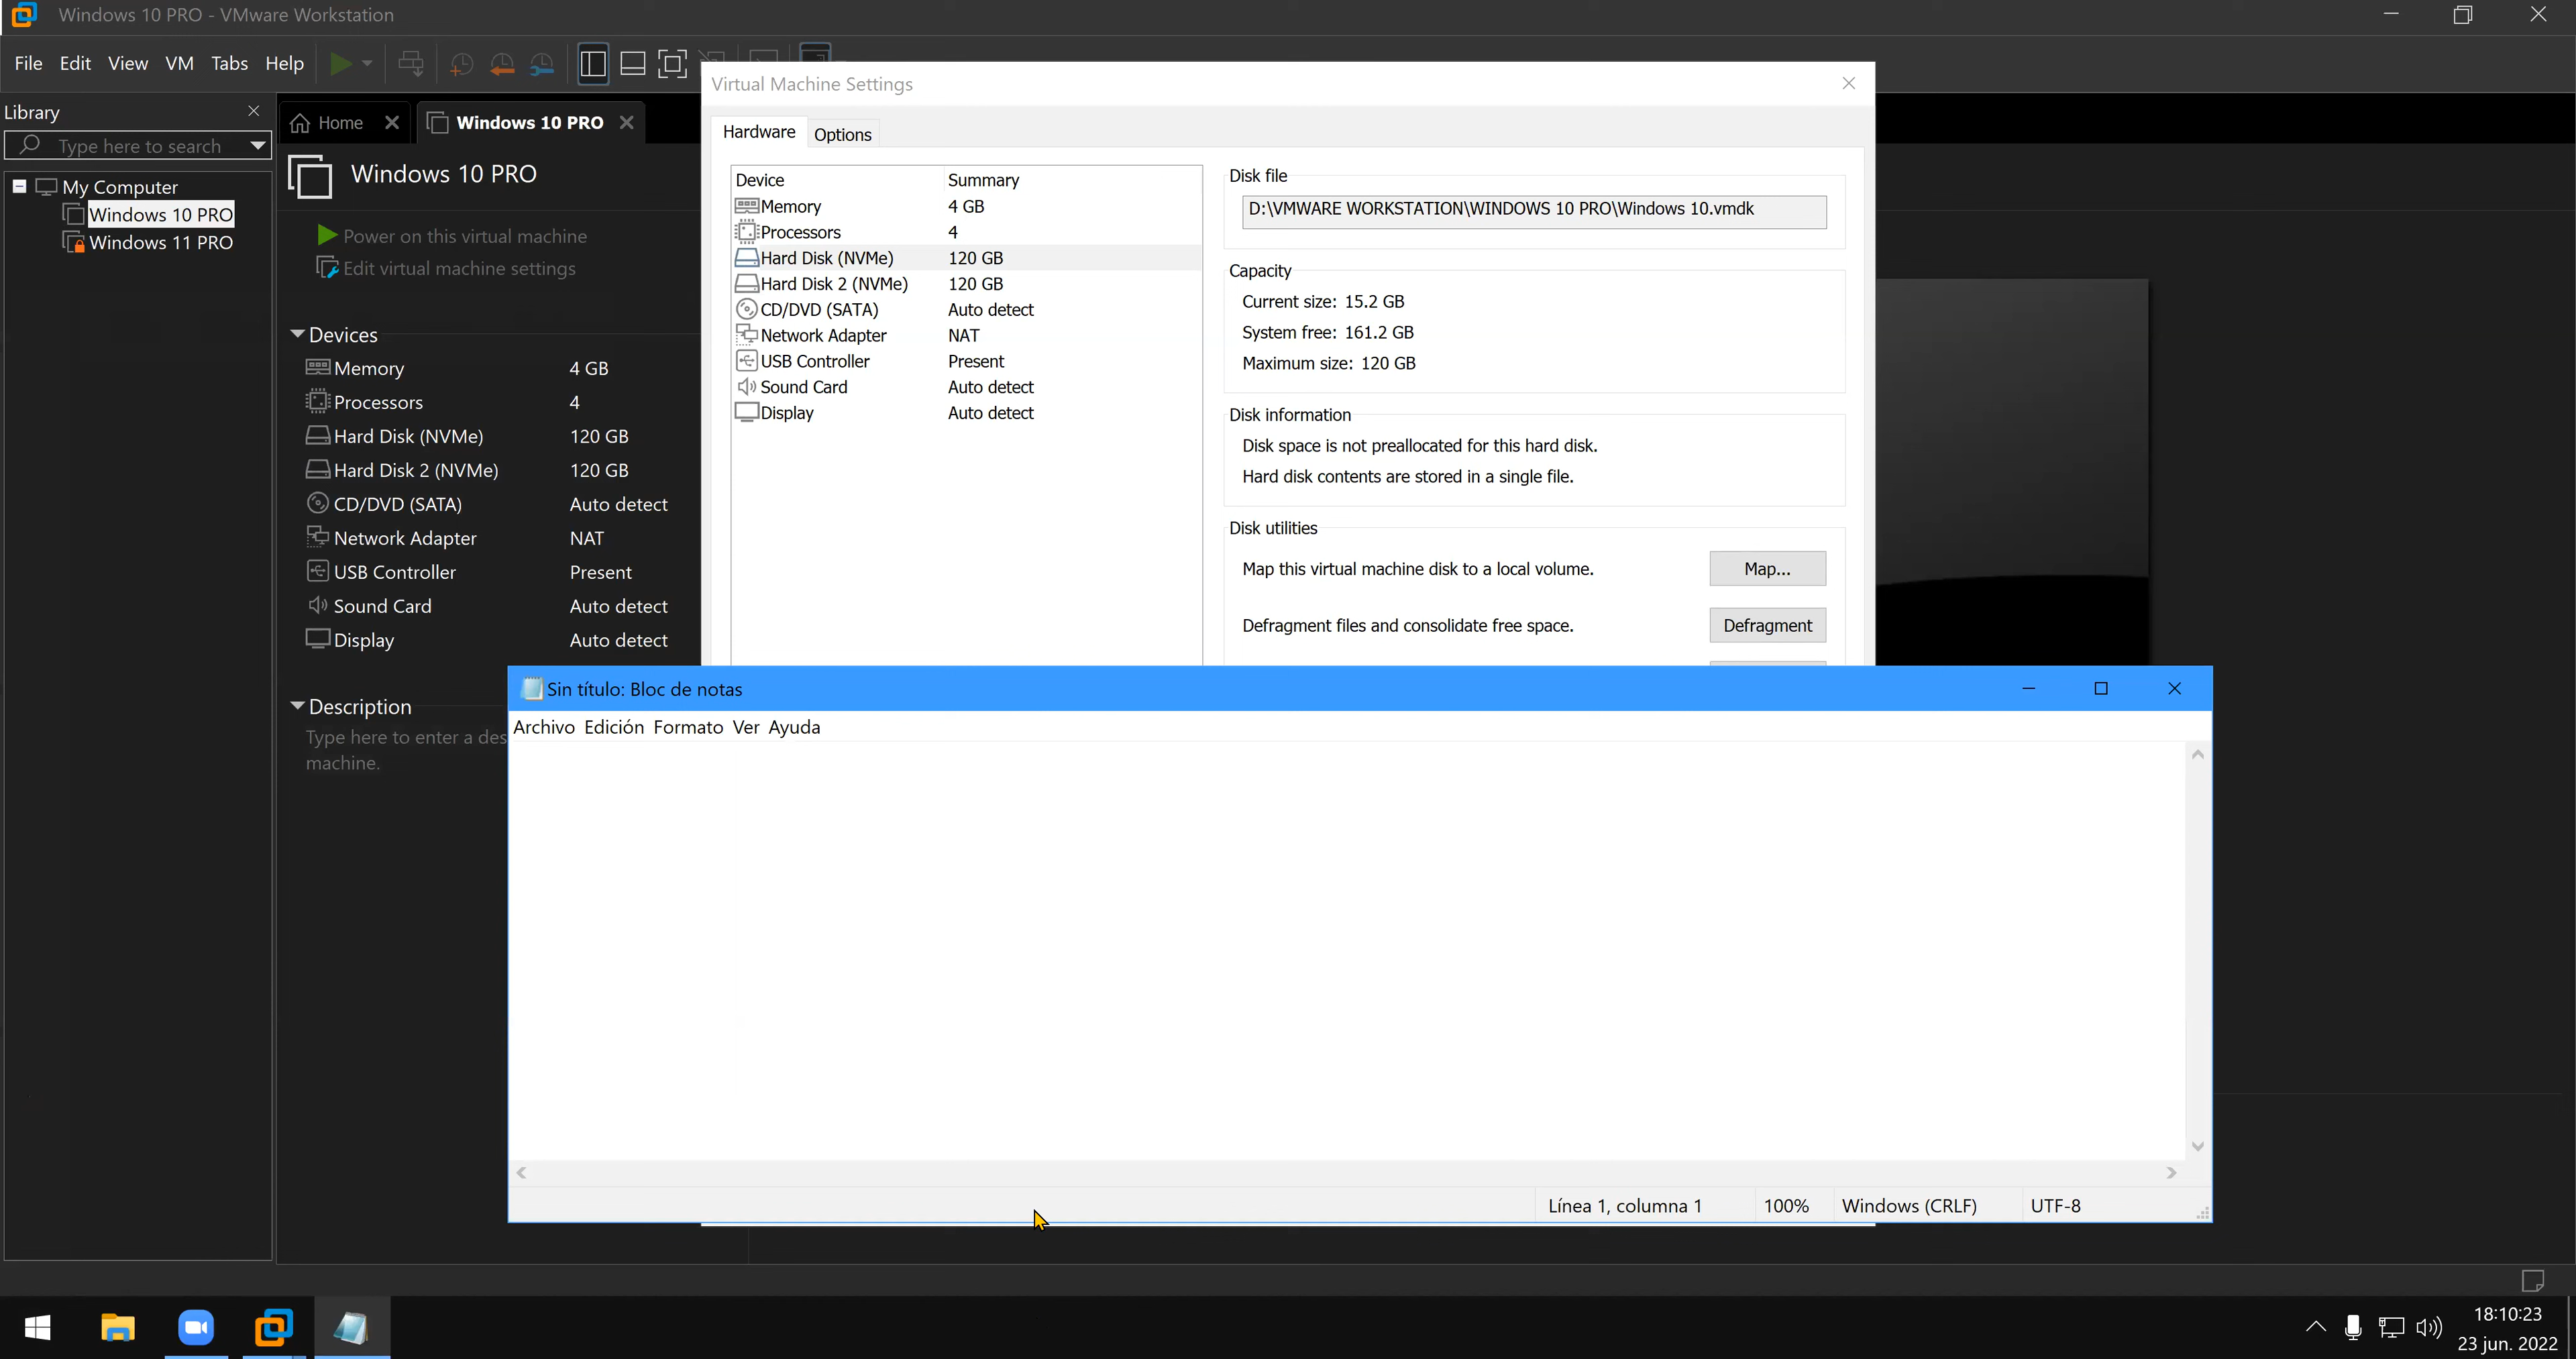 Windows 10 PRO - VMware Workstation
File Edit View VM Tabs Help
Library
Type here to search
My Computer
Windows 10 PRO
Windows 11 PRO
Home
Windows 10 PRO
Windows 10 PRO
Power on this virtual machine
Edit virtual machine settings
Devices
Memory 4 GB
Processors 4
Hard Disk (NVMe) 120 GB
Hard Disk 2 (NVMe) 120 GB
CD/DVD (SATA) Auto detect
Network Adapter NAT
USB Controller Present
Sound Card Auto detect
Display Auto detect
Description
Type here to enter a des
machine.
Virtual Machine Settings
Hardware Options
Device Summary
Memory 4 GB
Processors 4
Hard Disk (NVMe) 120 GB
Hard Disk 2 (NVMe) 120 GB
CD/DVD (SATA) Auto detect
Network Adapter NAT
USB Controller Present
Sound Card Auto detect
Display Auto detect
Disk file
D:\VMWARE WORKSTATION\WINDOWS 10 PRO\Windows 10.vmdk
Capacity
Current size: 15.2 GB
System free: 161.2 GB
Maximum size: 120 GB
Disk information
Disk space is not preallocated for this hard disk.
Hard disk contents are stored in a single file.
Disk utilities
Map this virtual machine disk to a local volume. Map...
Defragment files and consolidate free space. Defragment
Sin título: Bloc de notas
Archivo Edición Formato Ver Ayuda
Línea 1, columna 1 100% Windows (CRLF) UTF-8
18:10:23
23 jun. 2022